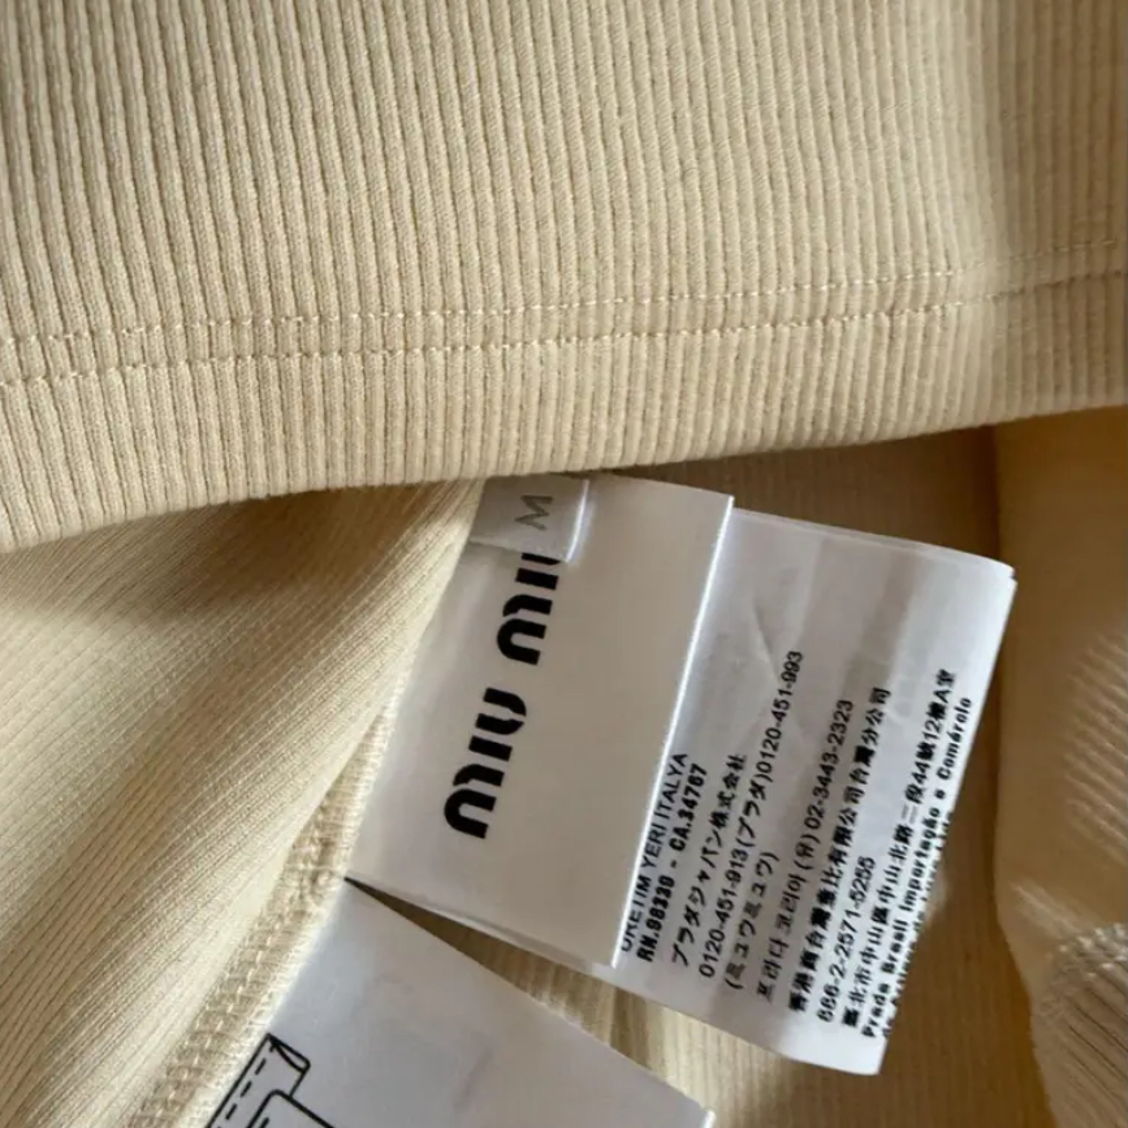 M
miu miu
ÜRETİM YERİ İTALYA
RN.98330 - CA.34767
プラダジャパン株式会社
0120-451-913(プラダ)0120-451-993
(ミュウミュウ)
프라다 코리아(유) 02-3443-2323
香港商台灣普拉比有限公司台灣分公司
886-2-2571-5255
臺北市中山區中山北路二段44號12樓A室
Prada Brasil Importação e Comércio